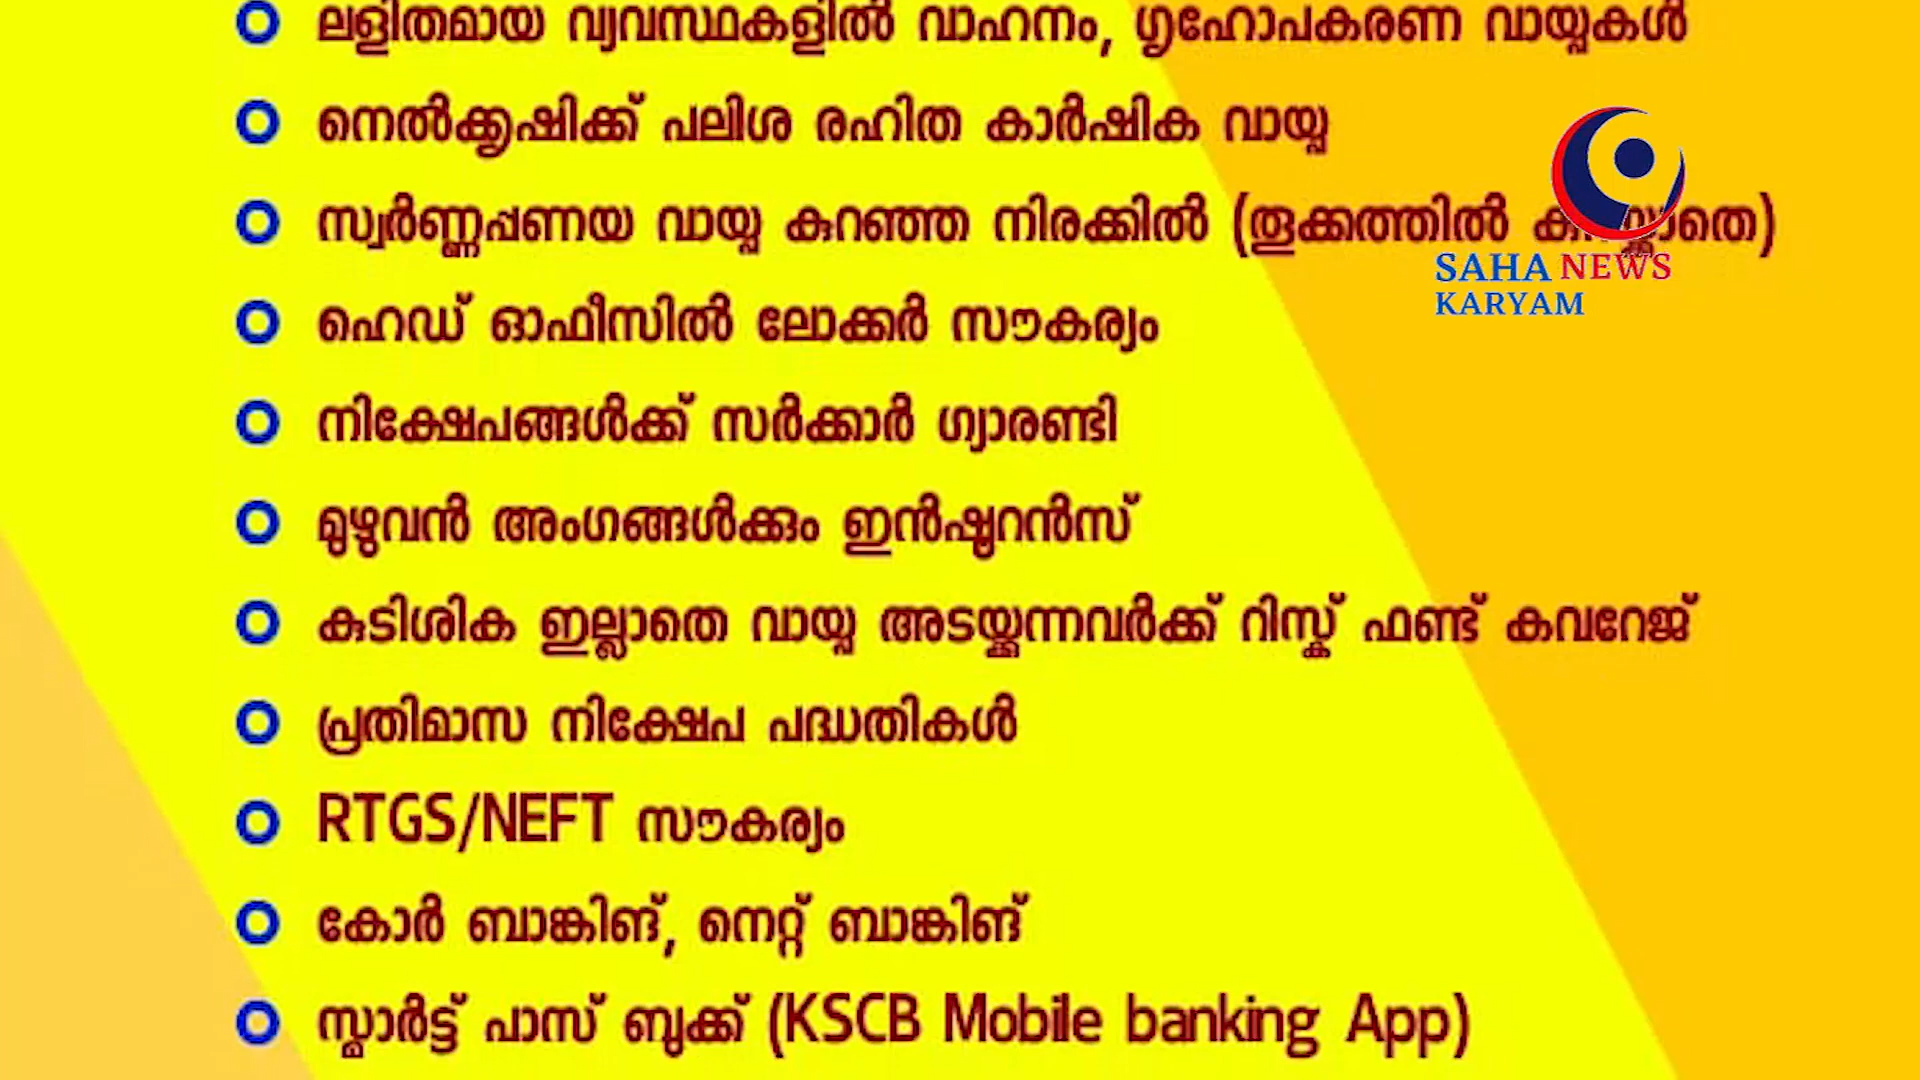 ലളിതമായ വ്യവസ്ഥകളിൽ വാഹനം, ഗൃഹോപകരണ വായ്പകൾ
നെൽക്കൃഷിക്ക് പലിശ രഹിത കാർഷിക വായ്പ
സ്വർണ്ണപ്പണയ വായ്പ കുറഞ്ഞ നിരക്കിൽ (തൂക്കത്തിൽ
ഹെഡ് ഓഫീസിൽ ലോക്കർ സൗകര്യം
നിക്ഷേപങ്ങൾക്ക് സർക്കാർ ഗ്യാരണ്ടി
മുഴുവൻ അംഗങ്ങൾക്കും ഇൻഷൂറൻസ്
കുടിശിക ഇല്ലാതെ വായ്പ അടയ്ക്കുന്നവർക്ക് റിസ്ക് ഫണ്ട് കവറേജ്
പ്രതിമാസ നിക്ഷേപ പദ്ധതികൾ
RTGS/NEFT സൗകര്യം
കോർ ബാങ്കിങ്, നെറ്റ് ബാങ്കിങ്
സ്മാർട്ട് പാസ് ബുക്ക് (KSCB Mobile banking App)
SAHA NEWS
KARYAM